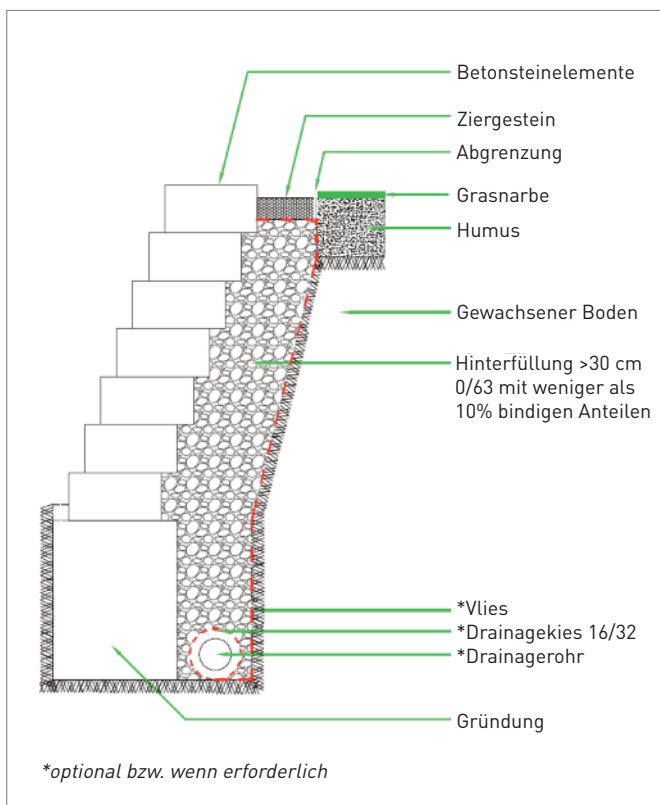 Betonsteinelemente
Ziergestein
Abgrenzung
Grasnarbe
Humus
Gewachsener Boden
Hinterfüllung >30 cm
0/63 mit weniger als
10% bindigen Anteilen
*Vlies
*Drainagekies 16/32
*Drainagerohr
Gründung
*optional bzw. wenn erforderlich